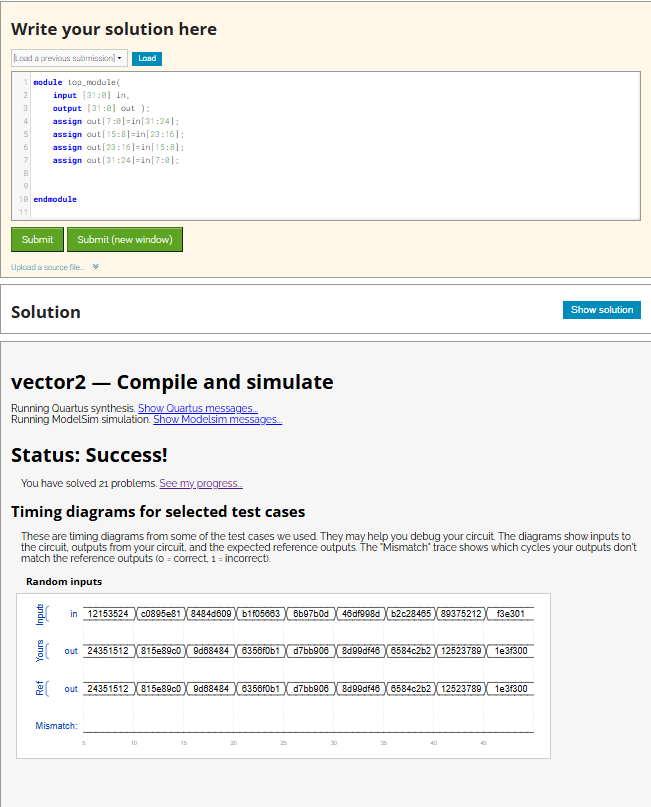 Write your solution here
[Load a previous submission]
Load
1 module top_module(
2 input [31:0] in,
3 output [31:0] out );
4 assign out[7:0]=in[31:24];
5 assign out[15:8]=in[23:16];
6 assign out[23:16]=in[15:8];
7 assign out[31:24]=in[7:0];
8
9
10 endmodule
11
Submit Submit (new window)
Upload a source file...
Solution
Show solution
vector2 — Compile and simulate
Running Quartus synthesis. Show Quartus messages...
Running ModelSim simulation. Show Modelsim messages...
Status: Success!
You have solved 21 problems. See my progress...
Timing diagrams for selected test cases
These are timing diagrams from some of the test cases we used. They may help you debug your circuit. The diagrams show inputs to
the circuit, outputs from your circuit, and the expected reference outputs. The "Mismatch" trace shows which cycles your outputs don't
match the reference outputs (0 = correct, 1 = incorrect).
Random inputs
Inputs in 12153524 c0895e81 8484d609 b1f05663 6b97b0d 46df998d b2c28465 89375212 f3e301
Yours out 24351512 815e89c0 9d68484 6356f0b1 d7bb906 8d99df46 6584c2b2 12523789 1e3f300
Ref out 24351512 815e89c0 9d68484 6356f0b1 d7bb906 8d99df46 6584c2b2 12523789 1e3f300
Mismatch:
5 10 15 20 25 30 35 40 45